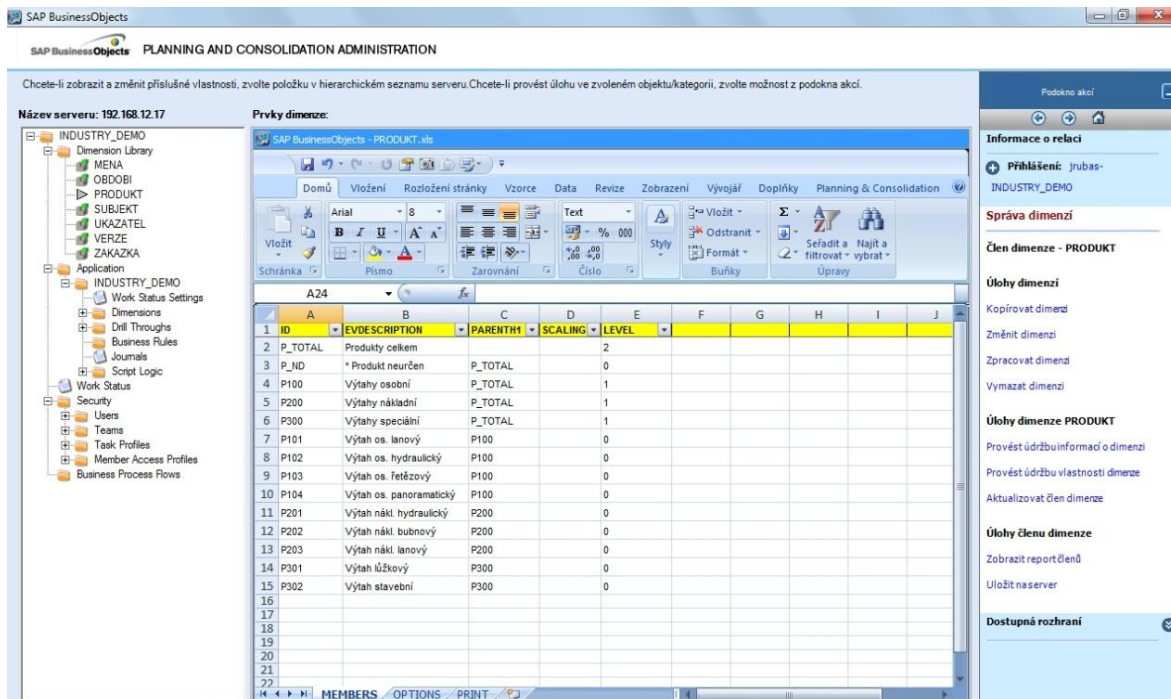 SAP BusinessObjects
SAP BusinessObjects PLANNING AND CONSOLIDATION ADMINISTRATION
Chcete-li zobrazit a změnit příslušné vlastnosti, zvolte položku v hierarchickém seznamu serveru.Chcete-li provést úlohu ve zvoleném objektu/kategorii, zvolte možnost z podokna akcí.
Název serveru: 192.168.12.17
INDUSTRY_DEMO
Dimension Library
MENA
OBDOBI
PRODUKT
SUBJEKT
UKAZATEL
VERZE
ZAKAZKA
Application
INDUSTRY_DEMO
Work Status Settings
Dimensions
Drill Throughs
Business Rules
Journals
Script Logic
Work Status
Security
Users
Teams
Task Profiles
Member Access Profiles
Business Process Flows
Prvky dimenze:
SAP BusinessObjects - PRODUKT.xls
Domů Vložení Rozložení stránky Vzorce Data Revize Zobrazení Vývojář Doplňky Planning & Consolidation
Vložit
Schránka
Arial 8
B I U A A
Písmo
Zarovnání
Text
% 000
Číslo
Styly
Vložit
Odstranit
Formát
Buňky
Σ
Seřadit a filtrovat
Najít a vybrat
Úpravy
A24 fx
A B C D E F G H I J
1 ID EVDESCRIPTION PARENTH1 SCALING LEVEL
2 P_TOTAL Produkty celkem 2
3 P_ND * Produkt neurčen P_TOTAL 0
4 P100 Výtahy osobní P_TOTAL 1
5 P200 Výtahy nákladní P_TOTAL 1
6 P300 Výtahy speciální P_TOTAL 1
7 P101 Výtah os. lanový P100 0
8 P102 Výtah os. hydraulický P100 0
9 P103 Výtah os. řetězový P100 0
10 P104 Výtah os. panoramatický P100 0
11 P201 Výtah nákl. hydraulický P200 0
12 P202 Výtah nákl. bubnový P200 0
13 P203 Výtah nákl. lanový P200 0
14 P301 Výtah lůžkový P300 0
15 P302 Výtah stavební P300 0
16
17
18
19
20
21
22
MEMBERS OPTIONS PRINT
Podokno akcí
Informace o relaci
Přihlášení: jrubas-
INDUSTRY_DEMO
Správa dimenzí
Člen dimenze - PRODUKT
Úlohy dimenzí
Kopírovat dimenzi
Změnit dimenzi
Zpracovat dimenzi
Vymazat dimenzi
Úlohy dimenze PRODUKT
Provést údržbu informací o dimenzi
Provést údržbu vlastnosti dimenze
Aktualizovat člen dimenze
Úlohy členu dimenze
Zobrazit report členů
Uložit na server
Dostupná rozhraní